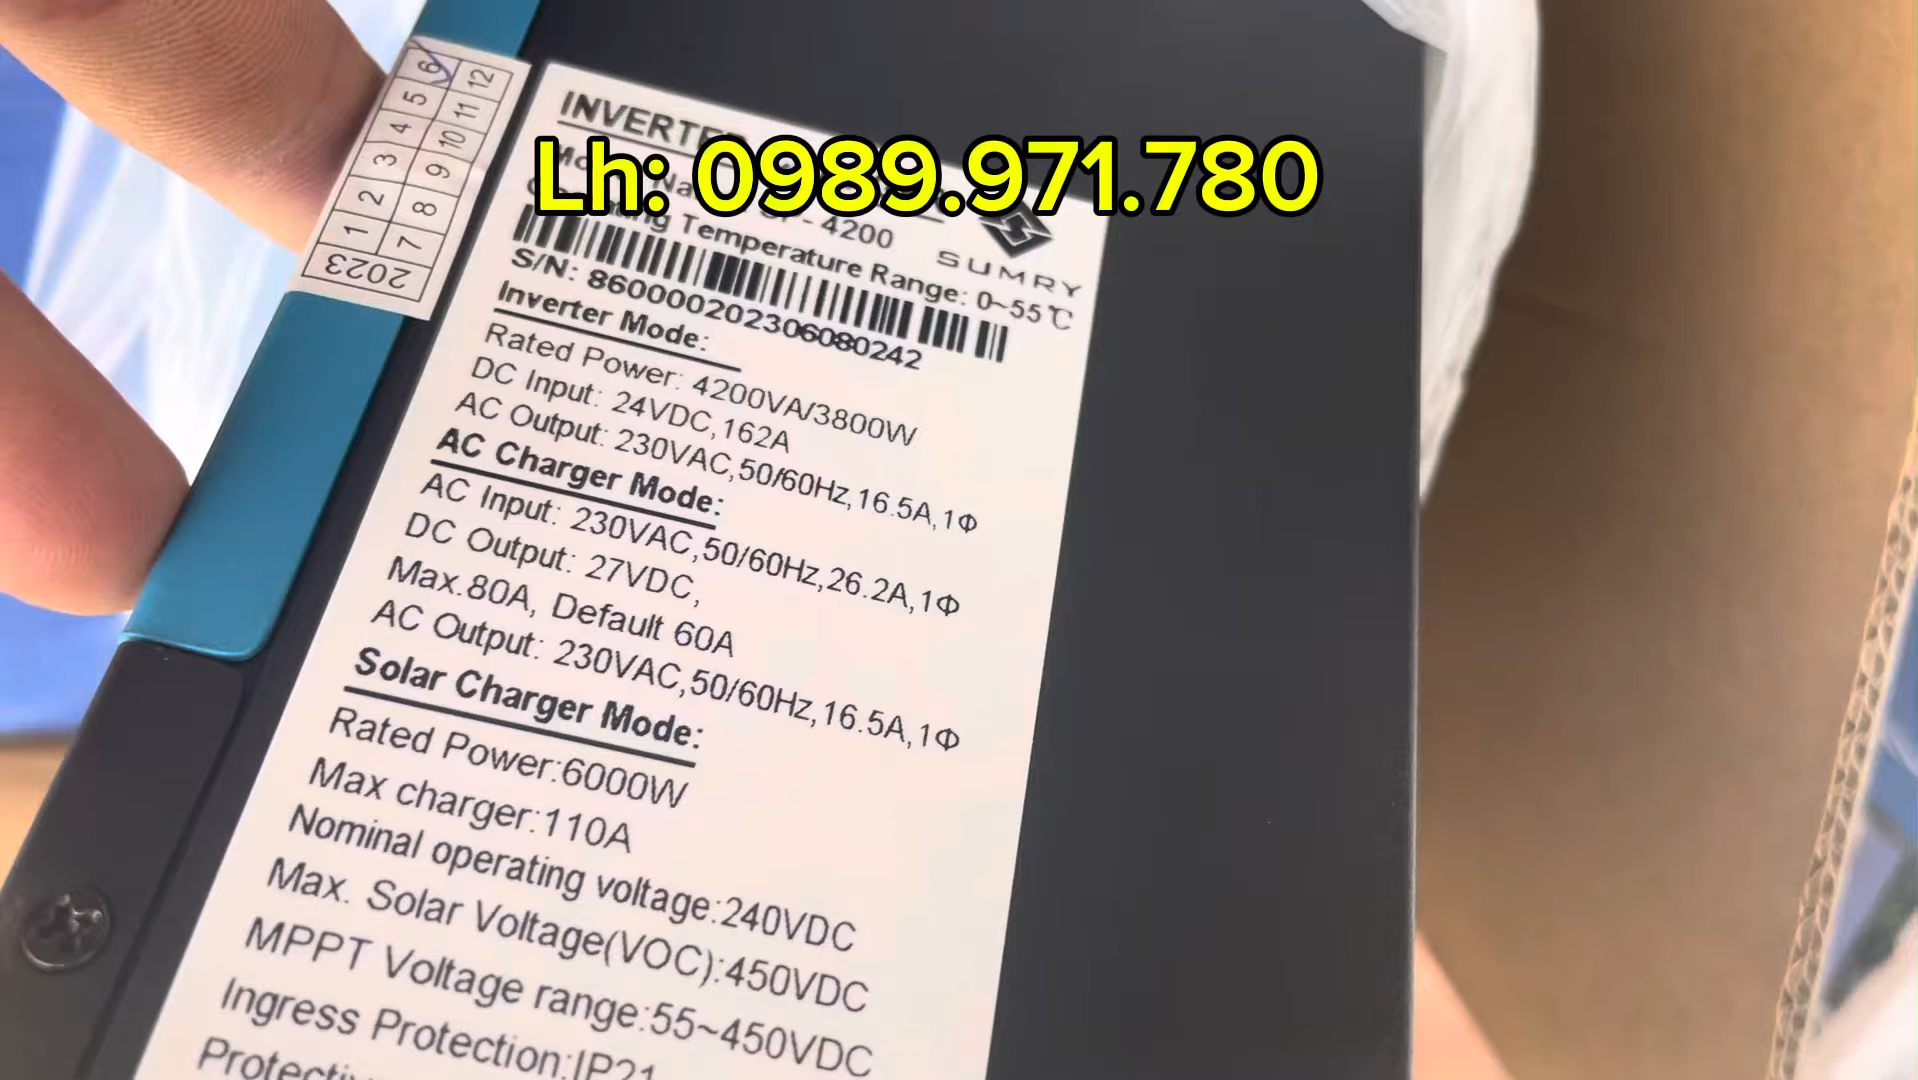 Lh: 0989.971.780
INVERTER
- 4200
SUMRY
Temperature Range: 0~55℃
S/N: 860000202306080242
Inverter Mode:
Rated Power: 4200VA/3800W
DC Input: 24VDC,162A
AC Output: 230VAC,50/60Hz,16.5A,1Φ
AC Charger Mode:
AC Input: 230VAC,50/60Hz,26.2A,1Φ
DC Output: 27VDC,
Max.80A, Default 60A
AC Output: 230VAC,50/60Hz,16.5A,1Φ
Solar Charger Mode:
Rated Power:6000W
Max charger:110A
Nominal operating voltage:240VDC
Max. Solar Voltage(VOC):450VDC
MPPT Voltage range:55~450VDC
Ingress Protection:IP21
2023
1 2 3 4 5 6
7 8 9 10 11 12